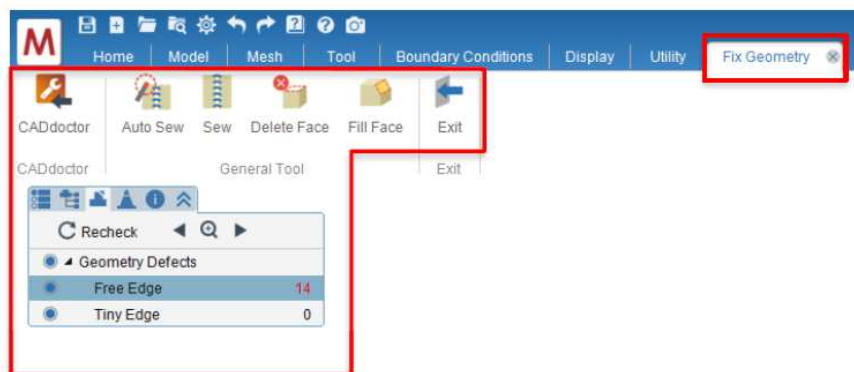 M
Home Model Mesh Tool Boundary Conditions Display Utility Fix Geometry
CADdoctor Auto Sew Sew Delete Face Fill Face Exit
CADdoctor General Tool Exit
Recheck
Geometry Defects
Free Edge 14
Tiny Edge 0